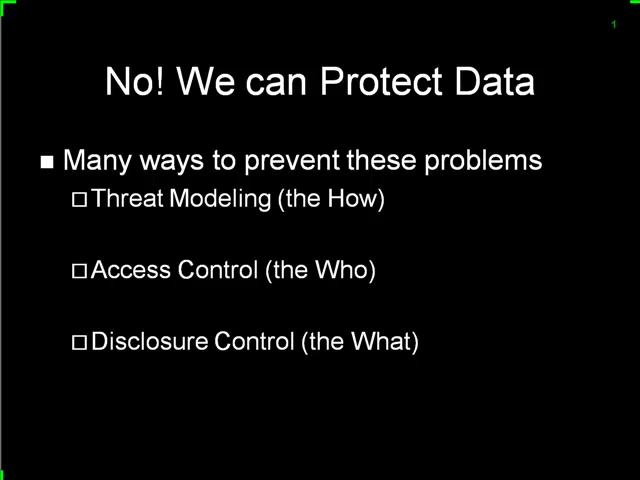 1
No! We can Protect Data
Many ways to prevent these problems
Threat Modeling (the How)
Access Control (the Who)
Disclosure Control (the What)